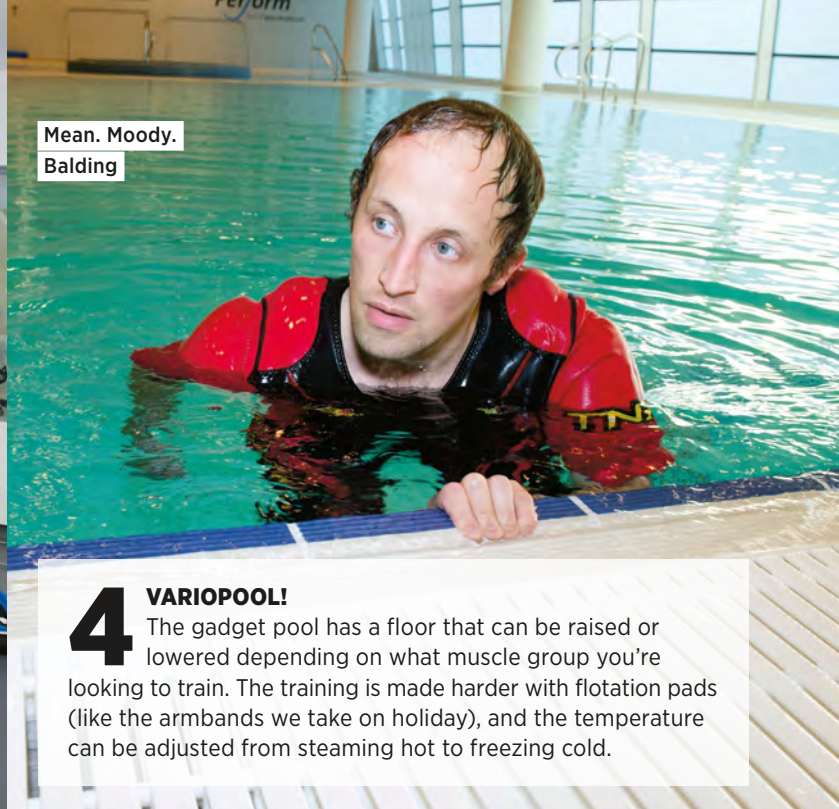 Perform
Mean. Moody.
Balding
4
VARIOPOOL!
The gadget pool has a floor that can be raised or
lowered depending on what muscle group you’re
looking to train. The training is made harder with flotation pads
(like the armbands we take on holiday), and the temperature
can be adjusted from steaming hot to freezing cold.